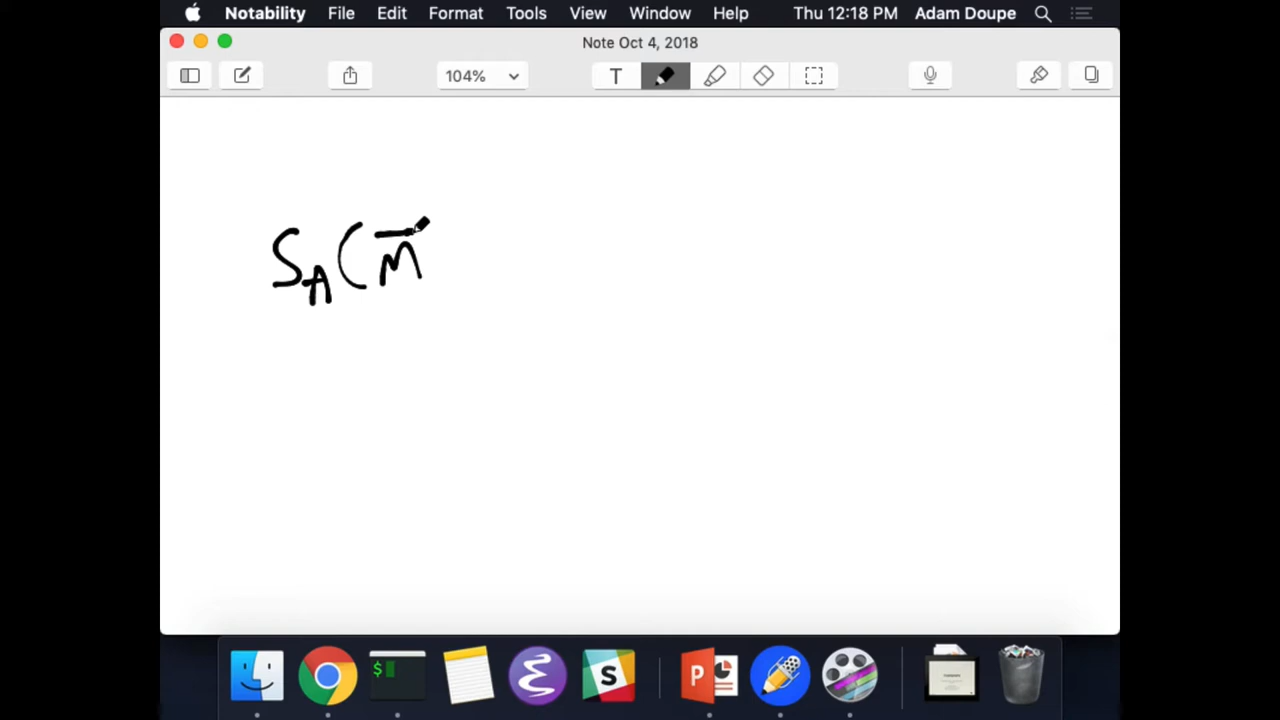 Notability File Edit Format Tools View Window Help Thu 12:18 PM Adam Doupe
Note Oct 4, 2018
104% T
S_A(M̅
$
S
P